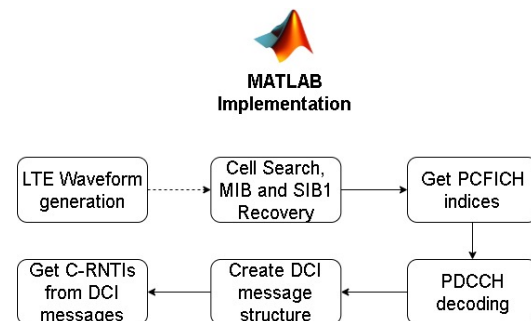 MATLAB
Implementation
LTE Waveform
generation
Cell Search,
MIB and SIB1
Recovery
Get PCFICH
indices
Get C-RNTIs
from DCI
messages
Create DCI
message
structure
PDCCH
decoding